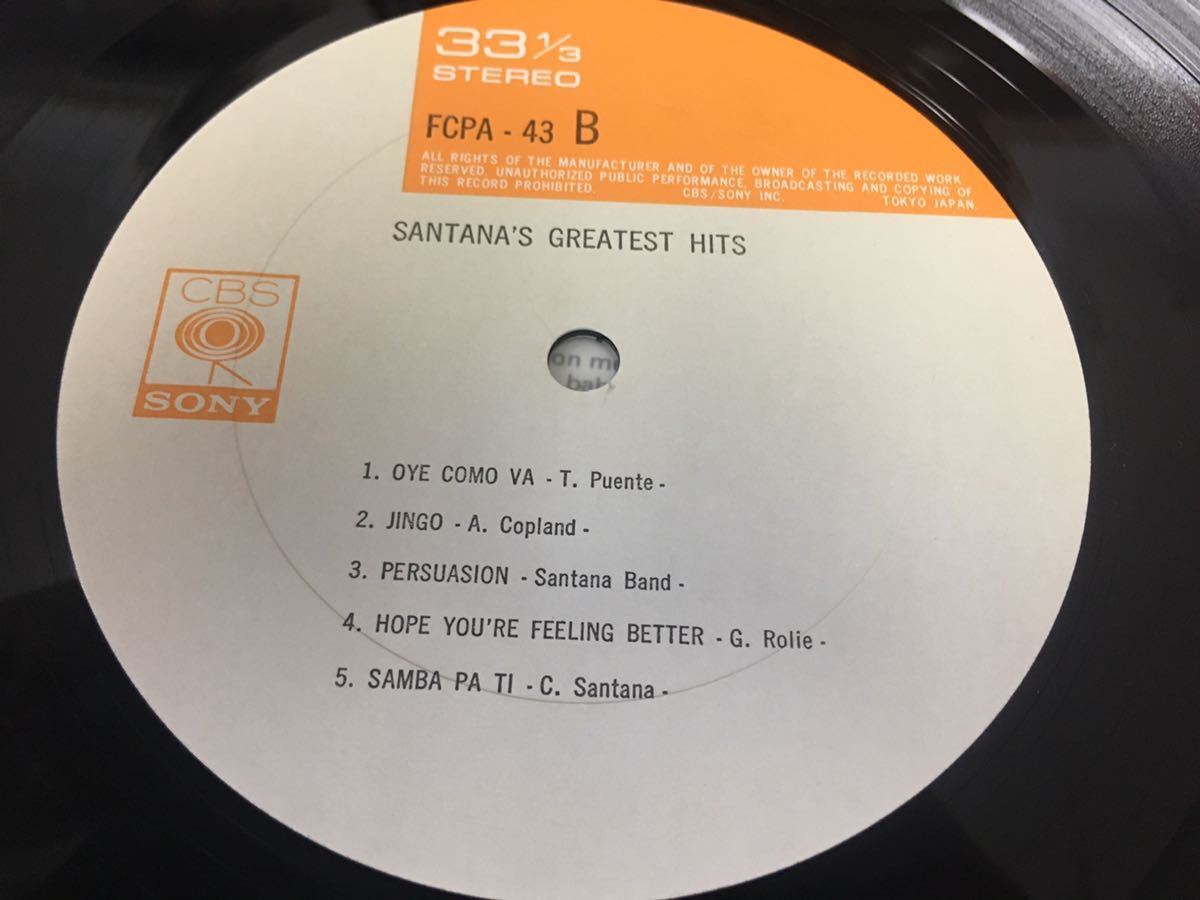 33 1/3
STEREO
FCPA - 43 B
ALL RIGHTS OF THE MANUFACTURER AND OF THE OWNER OF THE RECORDED WORK
RESERVED. UNAUTHORIZED PUBLIC PERFORMANCE, BROADCASTING AND COPYING OF
THIS RECORD PROHIBITED. CBS/SONY INC. TOKYO JAPAN.
SANTANA'S GREATEST HITS
CBS
SONY
on
1. OYE COMO VA - T. Puente -
2. JINGO - A. Copland -
3. PERSUASION - Santana Band -
4. HOPE YOU'RE FEELING BETTER - G. Rolie -
5. SAMBA PA TI - C. Santana -